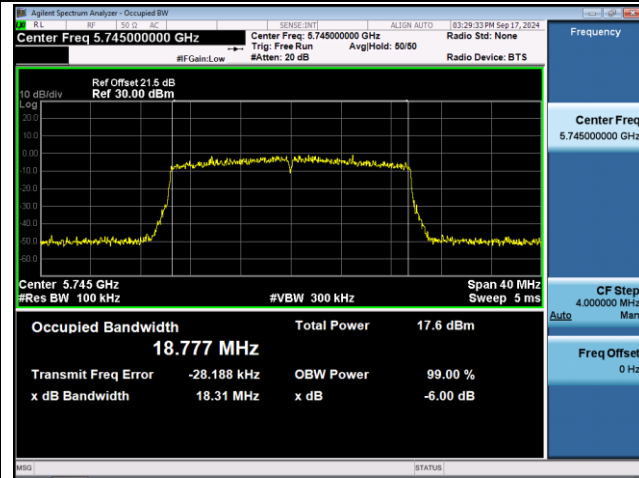 Agilent Spectrum Analyzer - Occupied BW
RL RF 50 Ω AC SENSE:INT ALIGN AUTO 03:29:33 PM Sep 17, 2024
Center Freq 5.745000000 GHz
Center Freq: 5.745000000 GHz Radio Std: None
Trig: Free Run Avg|Hold: 50/50
#IFGain:Low #Atten: 20 dB Radio Device: BTS
Ref Offset 21.5 dB
10 dB/div Ref 30.00 dBm
Log
20.0
10.0
0.00
-10.0
-20.0
-30.0
-40.0
-50.0
-60.0
Center 5.745 GHz Span 40 MHz
#Res BW 100 kHz #VBW 300 kHz Sweep 5 ms
Occupied Bandwidth Total Power 17.6 dBm
18.777 MHz
Transmit Freq Error -28.188 kHz OBW Power 99.00 %
x dB Bandwidth 18.31 MHz x dB -6.00 dB
MSG STATUS
Frequency
Center Freq
5.745000000 GHz
CF Step
4.000000 MHz
Auto Man
Freq Offset
0 Hz